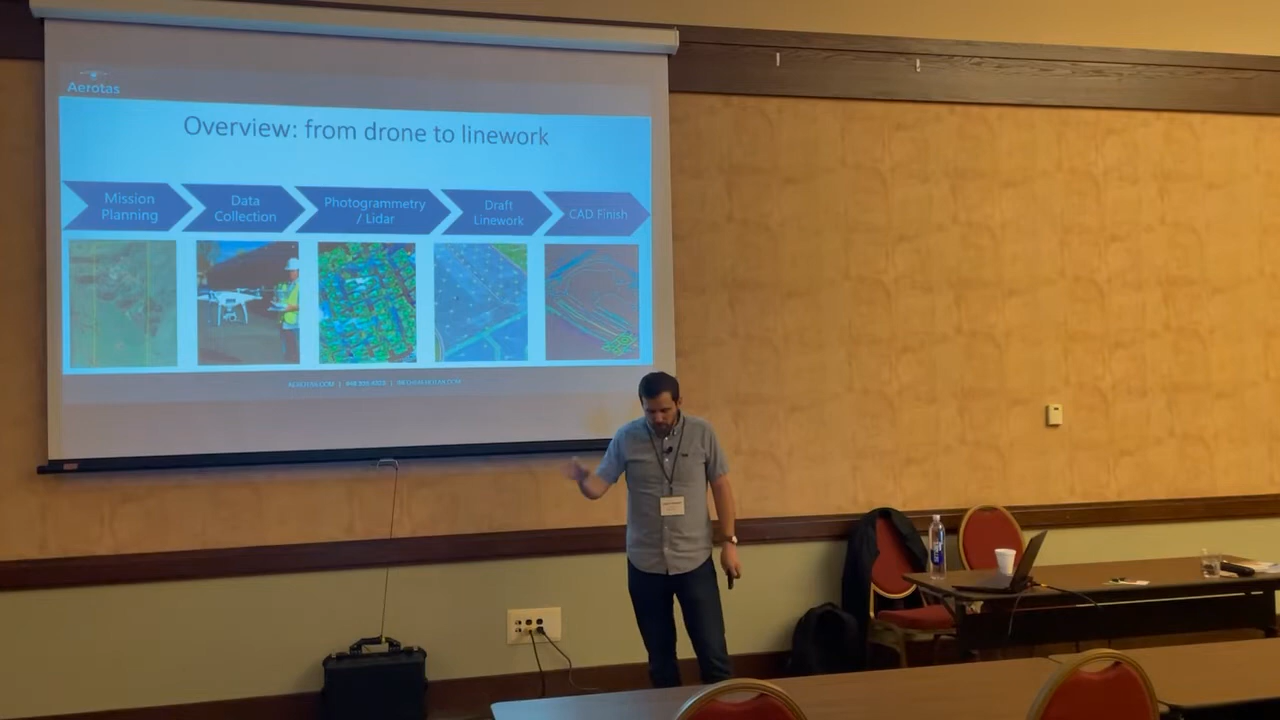 Aerotas
Overview: from drone to linework
Mission
Planning
Data
Collection
Photogrammetry
/ Lidar
Draft
Linework
CAD Finish